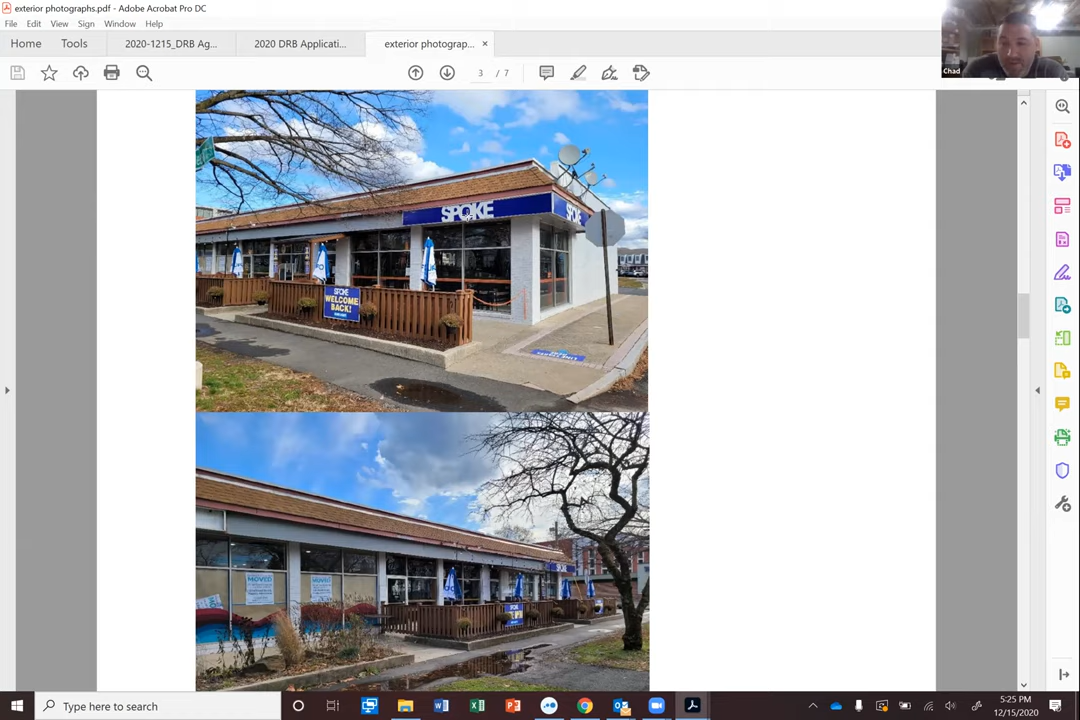 exterior photographs.pdf - Adobe Acrobat Pro DC
File Edit View Sign Window Help
Home Tools 2020-1215_DRB Ag... 2020 DRB Applicati... exterior photograp... ×
3 / 7
Chad
SPOKE
SPOKE
SPOKE
WELCOME
BACK!
MOVED
MOVED
SPOKE
SPOKE
Type here to search
5:25 PM
12/15/2020